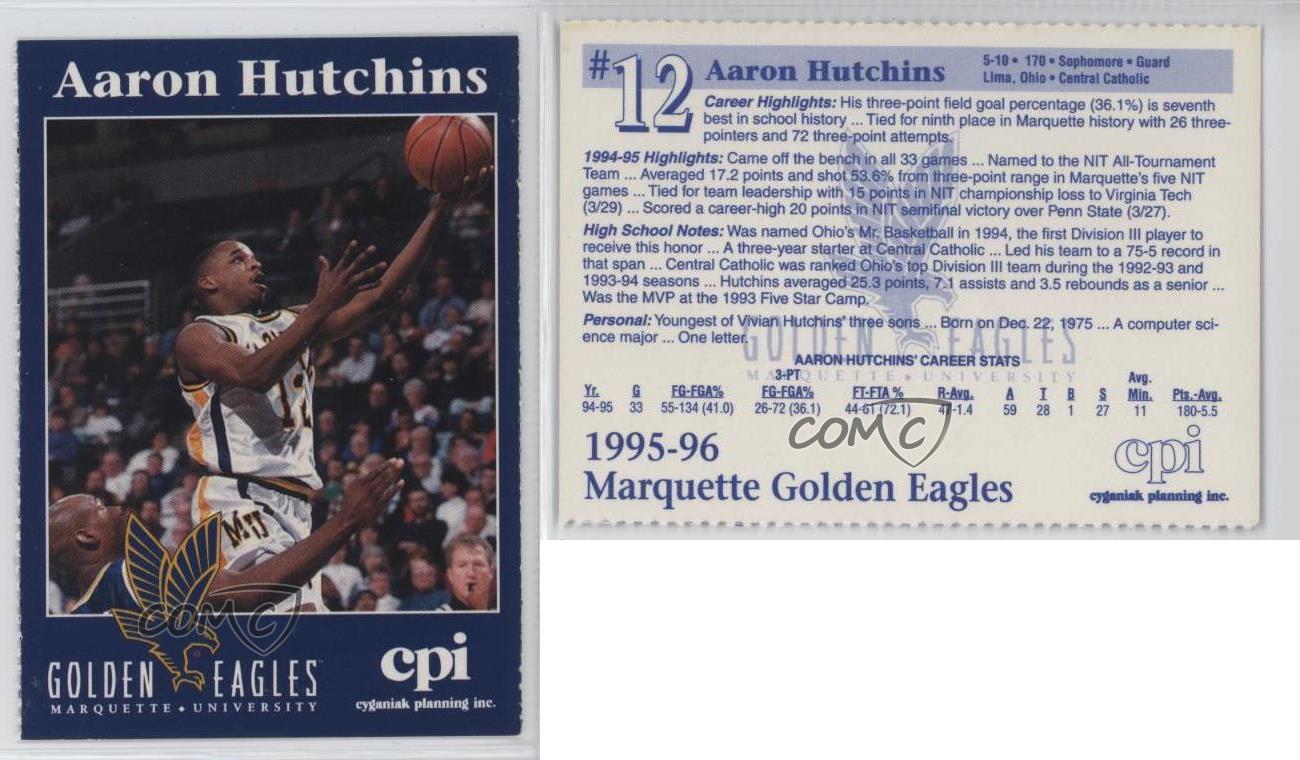 Aaron Hutchins
MU
COMC
GOLDEN EAGLES
MARQUETTE • UNIVERSITY
cpi
cyganiak planning inc.
#12 Aaron Hutchins
5-10 • 170 • Sophomore • Guard
Lima, Ohio • Central Catholic
Career Highlights: His three-point field goal percentage (36.1%) is seventh
best in school history ... Tied for ninth place in Marquette history with 26 three-
pointers and 72 three-point attempts.
1994-95 Highlights: Came off the bench in all 33 games ... Named to the NIT All-Tournament
Team ... Averaged 17.2 points and shot 53.6% from three-point range in Marquette's five NIT
games ... Tied for team leadership with 15 points in NIT championship loss to Virginia Tech
(3/29) ... Scored a career-high 20 points in NIT semifinal victory over Penn State (3/27).
High School Notes: Was named Ohio's Mr. Basketball in 1994, the first Division III player to
receive this honor ... A three-year starter at Central Catholic ... Led his team to a 75-5 record in
that span ... Central Catholic was ranked Ohio's top Division III team during the 1992-93 and
1993-94 seasons ... Hutchins averaged 25.3 points, 7.1 assists and 3.5 rebounds as a senior ...
Was the MVP at the 1993 Five Star Camp.
Personal: Youngest of Vivian Hutchins' three sons ... Born on Dec. 22, 1975 ... A computer sci-
ence major ... One letter.
GOLDEN EAGLES
MARQUETTE • UNIVERSITY
AARON HUTCHINS' CAREER STATS
3-PT Avg.
Yr. G FG-FGA% FG-FGA% FT-FTA % R-Avg. A T B S Min. Pts.-Avg.
94-95 33 55-134 (41.0) 26-72 (36.1) 44-61 (72.1) 47-1.4 59 28 1 27 11 180-5.5
COMC
1995-96
Marquette Golden Eagles
cpi
cyganiak planning inc.